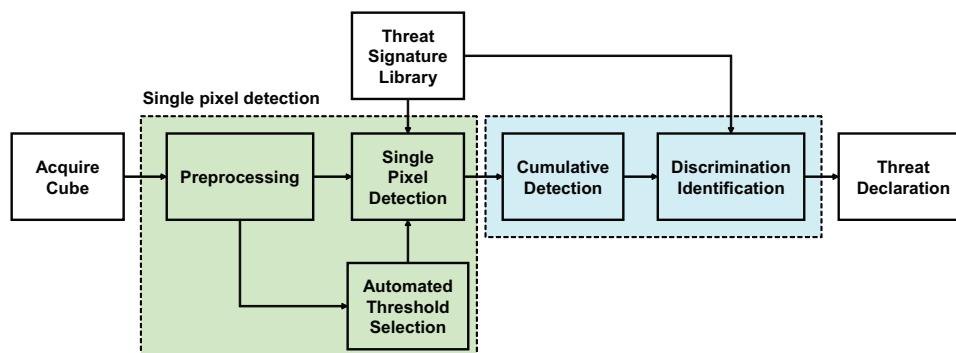 Threat
Signature
Library
Single pixel detection
Acquire
Cube
Preprocessing
Single
Pixel
Detection
Cumulative
Detection
Discrimination
Identification
Threat
Declaration
Automated
Threshold
Selection